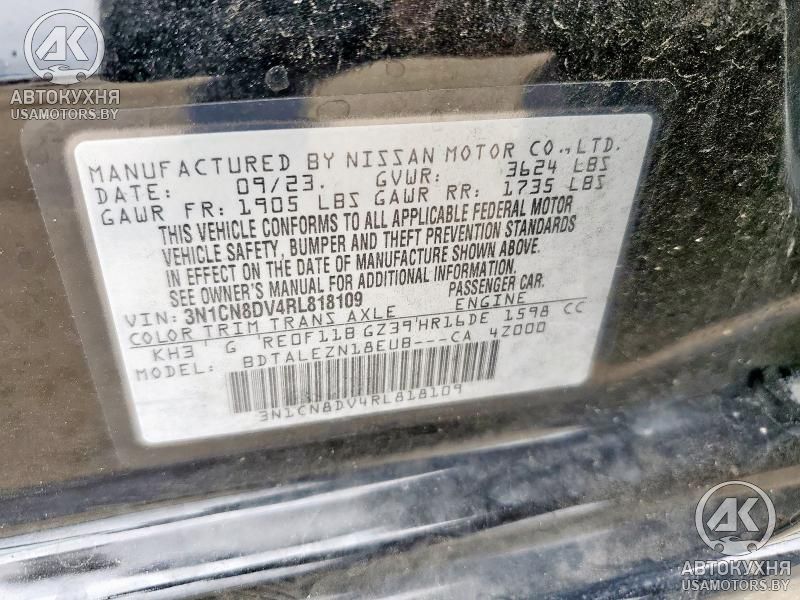 AK
АВТОКУХНЯ
USAMOTORS.BY
MANUFACTURED BY NISSAN MOTOR CO.,LTD.
DATE: 09/23. GVWR: 3624 LBS
GAWR FR: 1905 LBS GAWR RR: 1735 LBS
THIS VEHICLE CONFORMS TO ALL APPLICABLE FEDERAL MOTOR
VEHICLE SAFETY, BUMPER AND THEFT PREVENTION STANDARDS
IN EFFECT ON THE DATE OF MANUFACTURE SHOWN ABOVE.
SEE OWNER'S MANUAL FOR ADDITIONAL INFORMATION.
VIN: 3N1CN8DV4RL818109 PASSENGER CAR.
COLOR TRIM TRANS AXLE ENGINE
KH3 G RE0F11B GZ39 HR16DE 1598 CC
MODEL: BDTALEZN18EUB---CA 4Z000
3N1CN8DV4RL818109
AK
АВТОКУХНЯ
USAMOTORS.BY